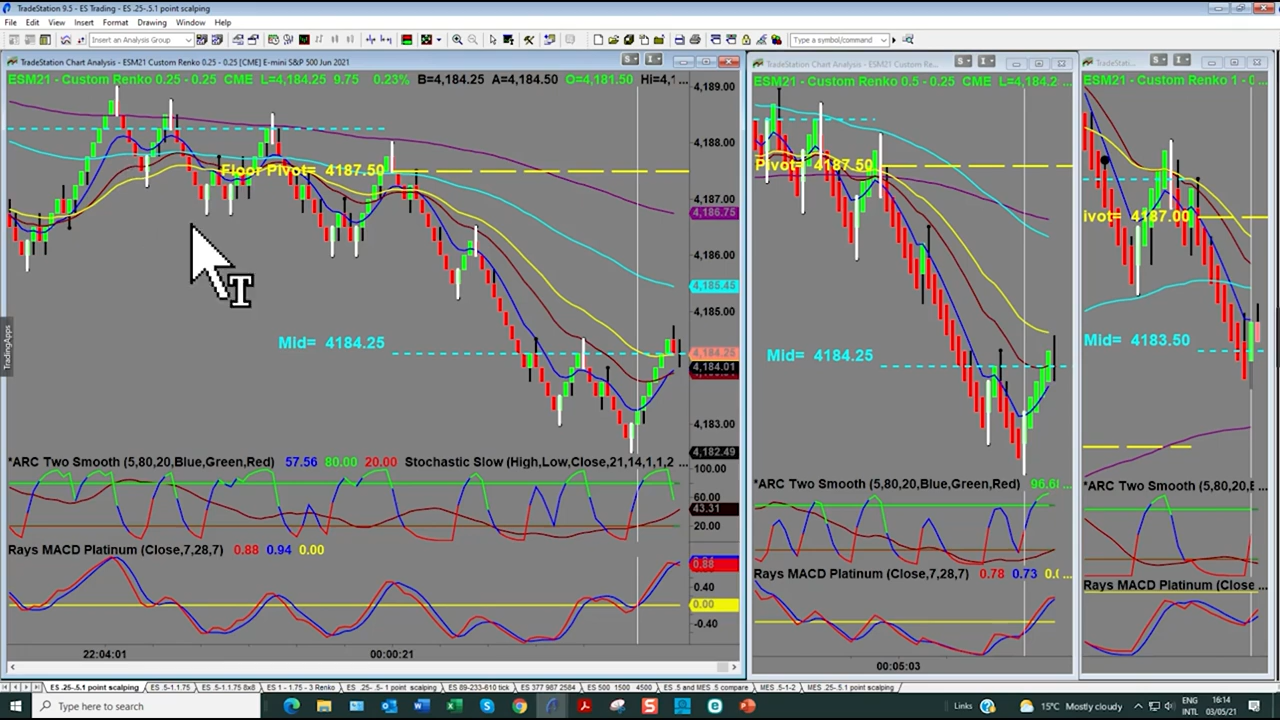 TradeStation 9.5 - ES Trading - ES .25-.5.1 point scalping
File Edit View Insert Format Drawing Window Help
Insert an Analysis Group
Type a symbol/command
TradeStation Chart Analysis - ESM21 Custom Renko 0.25 - 0.25 [CME] E-mini S&P 500 Jun 2021
ESM21 - Custom Renko 0.25 - 0.25 CME L=4,184.25 9.75 0.23% B=4,184.25 A=4,184.50 O=4,181.50 Hi=4,1 ...
4,189.00
4,188.00
Floor Pivot= 4187.50
4,187.00
4,186.75
4,186.00
4,185.45
4,185.00
Mid= 4184.25
4,184.25
4,184.01
4,183.00
4,182.49
*ARC Two Smooth (5,80,20,Blue,Green,Red) 57.56 80.00 20.00 Stochastic Slow (High,Low,Close,21,14,1,1,2 ...
100.00
60.00
43.31
20.00
Rays MACD Platinum (Close,7,28,7) 0.88 0.94 0.00
0.88
0.40
0.00
-0.40
22:04:01 00:00:21
TradeStation Chart Analysis - ESM21 Custom Re...
ESM21 - Custom Renko 0.5 - 0.25 CME L=4,184.2 ...
Pivot= 4187.50
Mid= 4184.25
*ARC Two Smooth (5,80,20,Blue,Green,Red) 96.6 ...
Rays MACD Platinum (Close,7,28,7) 0.78 0.73 0.0 ...
00:05:03
TradeStati...
ESM21 - Custom Renko 1 - 0 ...
ivot= 4187.00
Mid= 4183.50
*ARC Two Smooth (5,80,20,B ...
Rays MACD Platinum (Close ...
TradingApps
ES .25-.5.1 point scalping ES .5-1.1.75 ES .5-1.1.75 8x8 ES 1 - 1.75 - 3 Renko ES .25- .5- 1 point scalping ES 89-233-610 tick ES 377 987 2584 ES 500 1500 4500 ES .5 and MES .5 compare MES .5-1-2 MES .25-.5.1 point scalping
Type here to search
Links
15°C Mostly cloudy
ENG
INTL
16:14
03/05/21